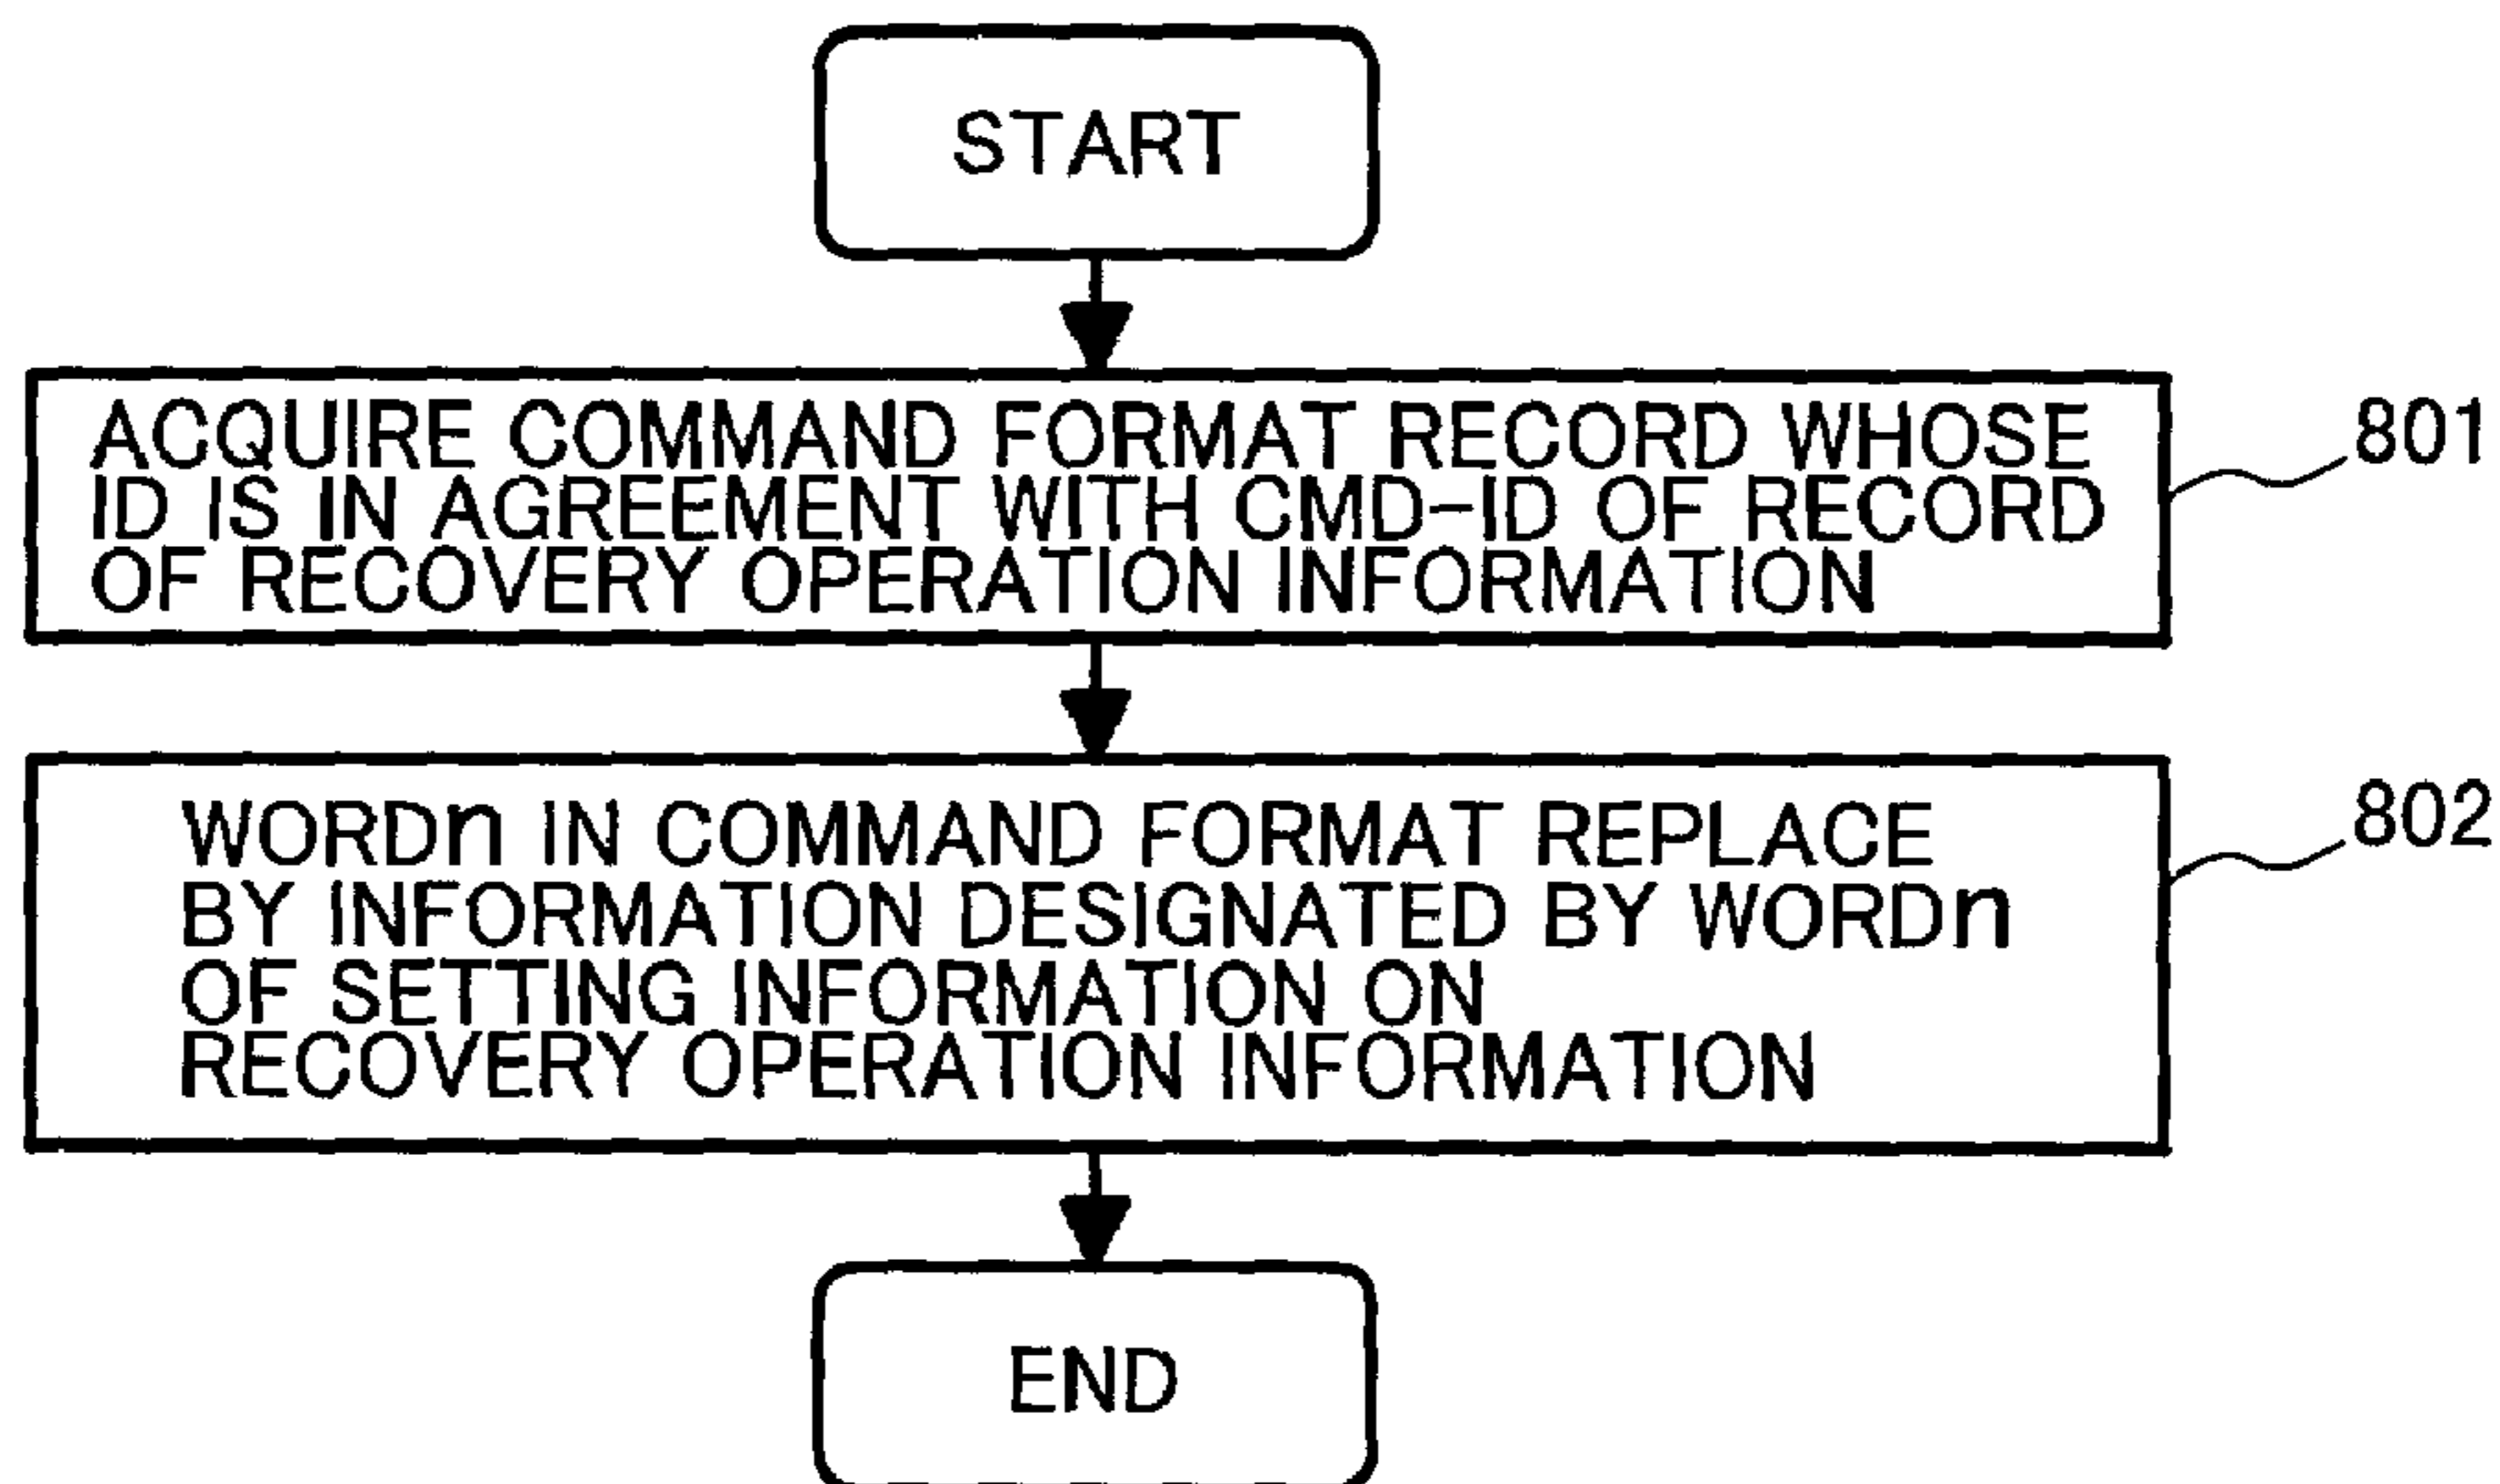 START
ACQUIRE COMMAND FORMAT RECORD WHOSE
ID IS IN AGREEMENT WITH CMD-ID OF RECORD
OF RECOVERY OPERATION INFORMATION
801
WORDn IN COMMAND FORMAT REPLACE
BY INFORMATION DESIGNATED BY WORDn
OF SETTING INFORMATION ON
RECOVERY OPERATION INFORMATION
802
END